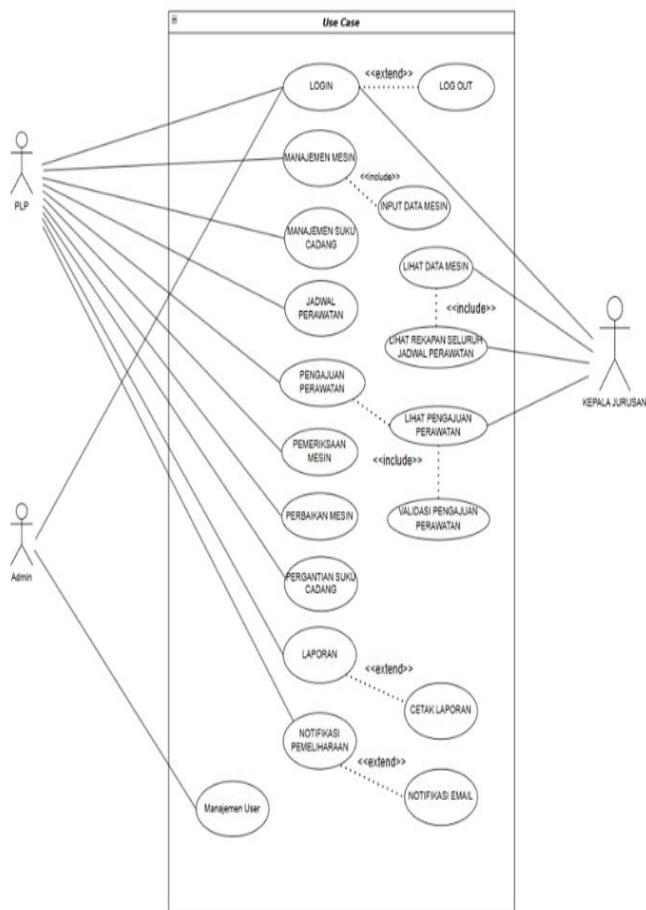 Use Case
LOGIN
<<extend>>
LOG OUT
PLP
MANAJEMEN MESIN
<<include>>
INPUT DATA MESIN
MANAJEMEN SUKU
CADANG
LIHAT DATA MESIN
JADWAL
PERAWATAN
<<include>>
LIHAT REKAPAN SELURUH
JADWAL PERAWATAN
KEPALA JURUSAN
PENGAJUAN
PERAWATAN
LIHAT PENGAJUAN
PERAWATAN
PEMERIKSAAN
MESIN
<<include>>
PERBAIKAN MESIN
VALIDASI PENGAJUAN
PERAWATAN
Admin
PERGANTIAN SUKU
CADANG
LAPORAN
<<extend>>
CETAK LAPORAN
NOTIFIKASI
PEMELIHARAAN
<<extend>>
NOTIFIKASI EMAIL
Manajemen User